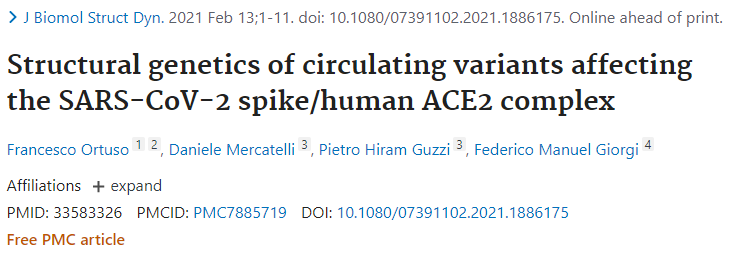 > J Biomol Struct Dyn. 2021 Feb 13;1-11. doi: 10.1080/07391102.2021.1886175. Online ahead of print.
Structural genetics of circulating variants affecting
the SARS-CoV-2 spike/human ACE2 complex
Francesco Ortuso 1 2, Daniele Mercatelli 3, Pietro Hiram Guzzi 3, Federico Manuel Giorgi 4
Affiliations + expand
PMID: 33583326 PMCID: PMC7885719 DOI: 10.1080/07391102.2021.1886175
Free PMC article